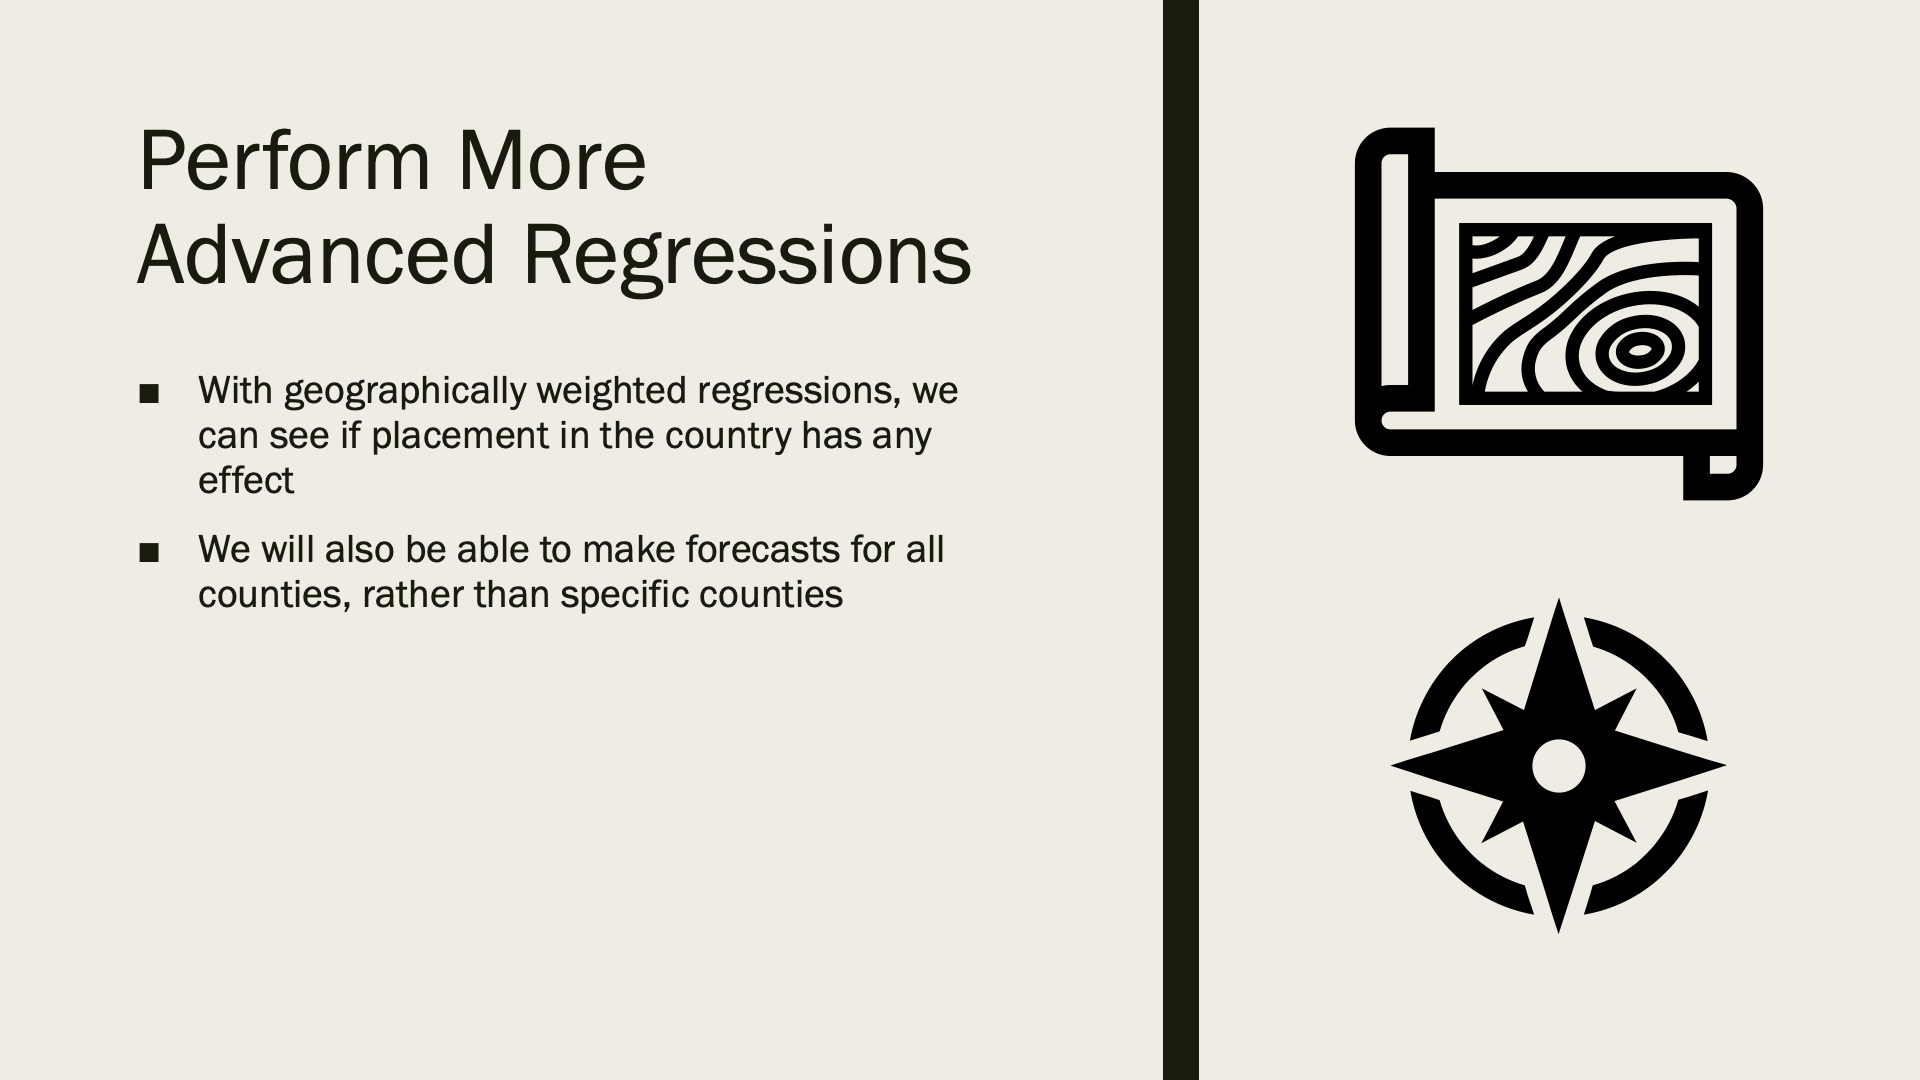 Perform More
Advanced Regressions
■ With geographically weighted regressions, we
can see if placement in the country has any
effect
■ We will also be able to make forecasts for all
counties, rather than specific counties